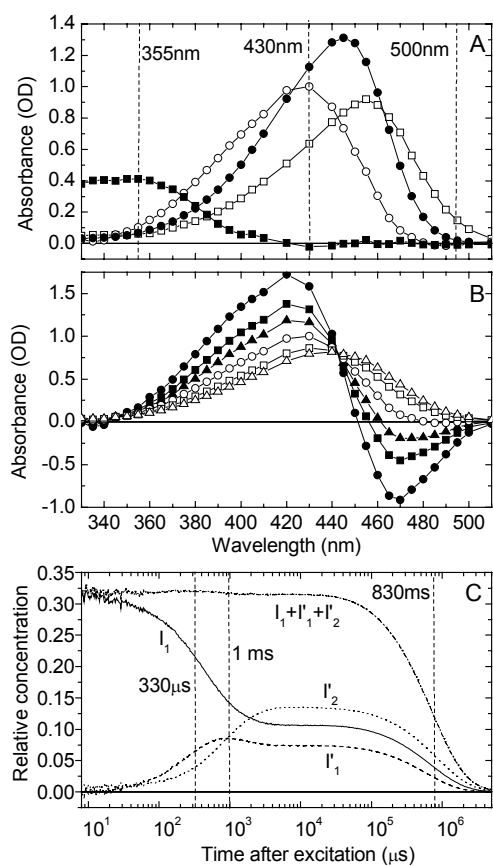 A
355nm
430nm
500nm
Absorbance (OD)
1.4
1.2
1.0
0.8
0.6
0.4
0.2
0.0
B
Absorbance (OD)
1.5
1.0
0.5
0.0
-0.5
-1.0
340 360 380 400 420 440 460 480 500
Wavelength (nm)
C
830ms
I₁+I'₁+I'₂
I₁
1 ms
330μs
I'₂
I'₁
Relative concentration
0.35
0.30
0.25
0.20
0.15
0.10
0.05
0.00
10¹ 10² 10³ 10⁴ 10⁵ 10⁶
Time after excitation (μs)